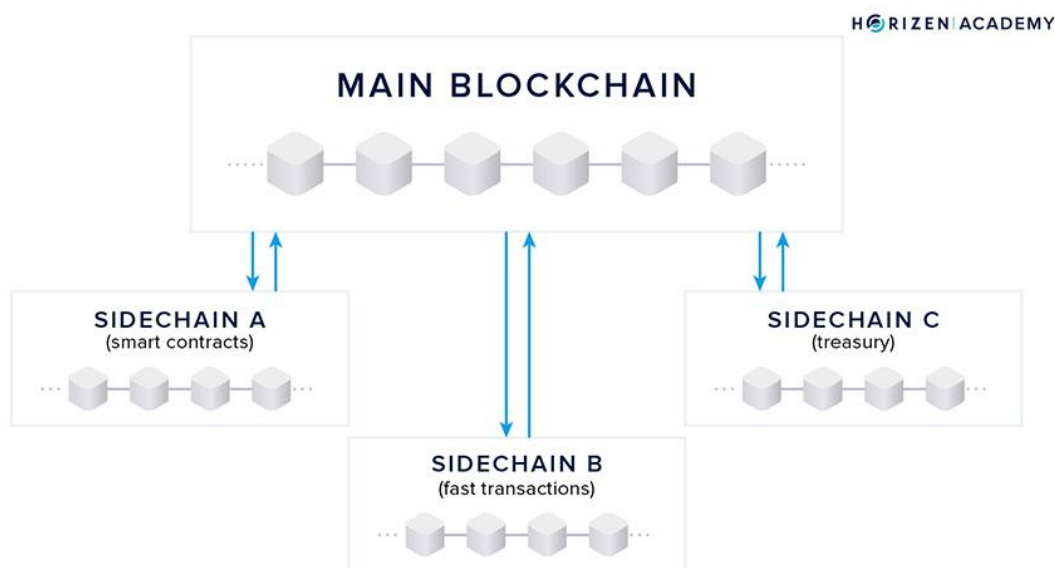 HORIZEN|ACADEMY
MAIN BLOCKCHAIN
SIDECHAIN A
(smart contracts)
SIDECHAIN C
(treasury)
SIDECHAIN B
(fast transactions)